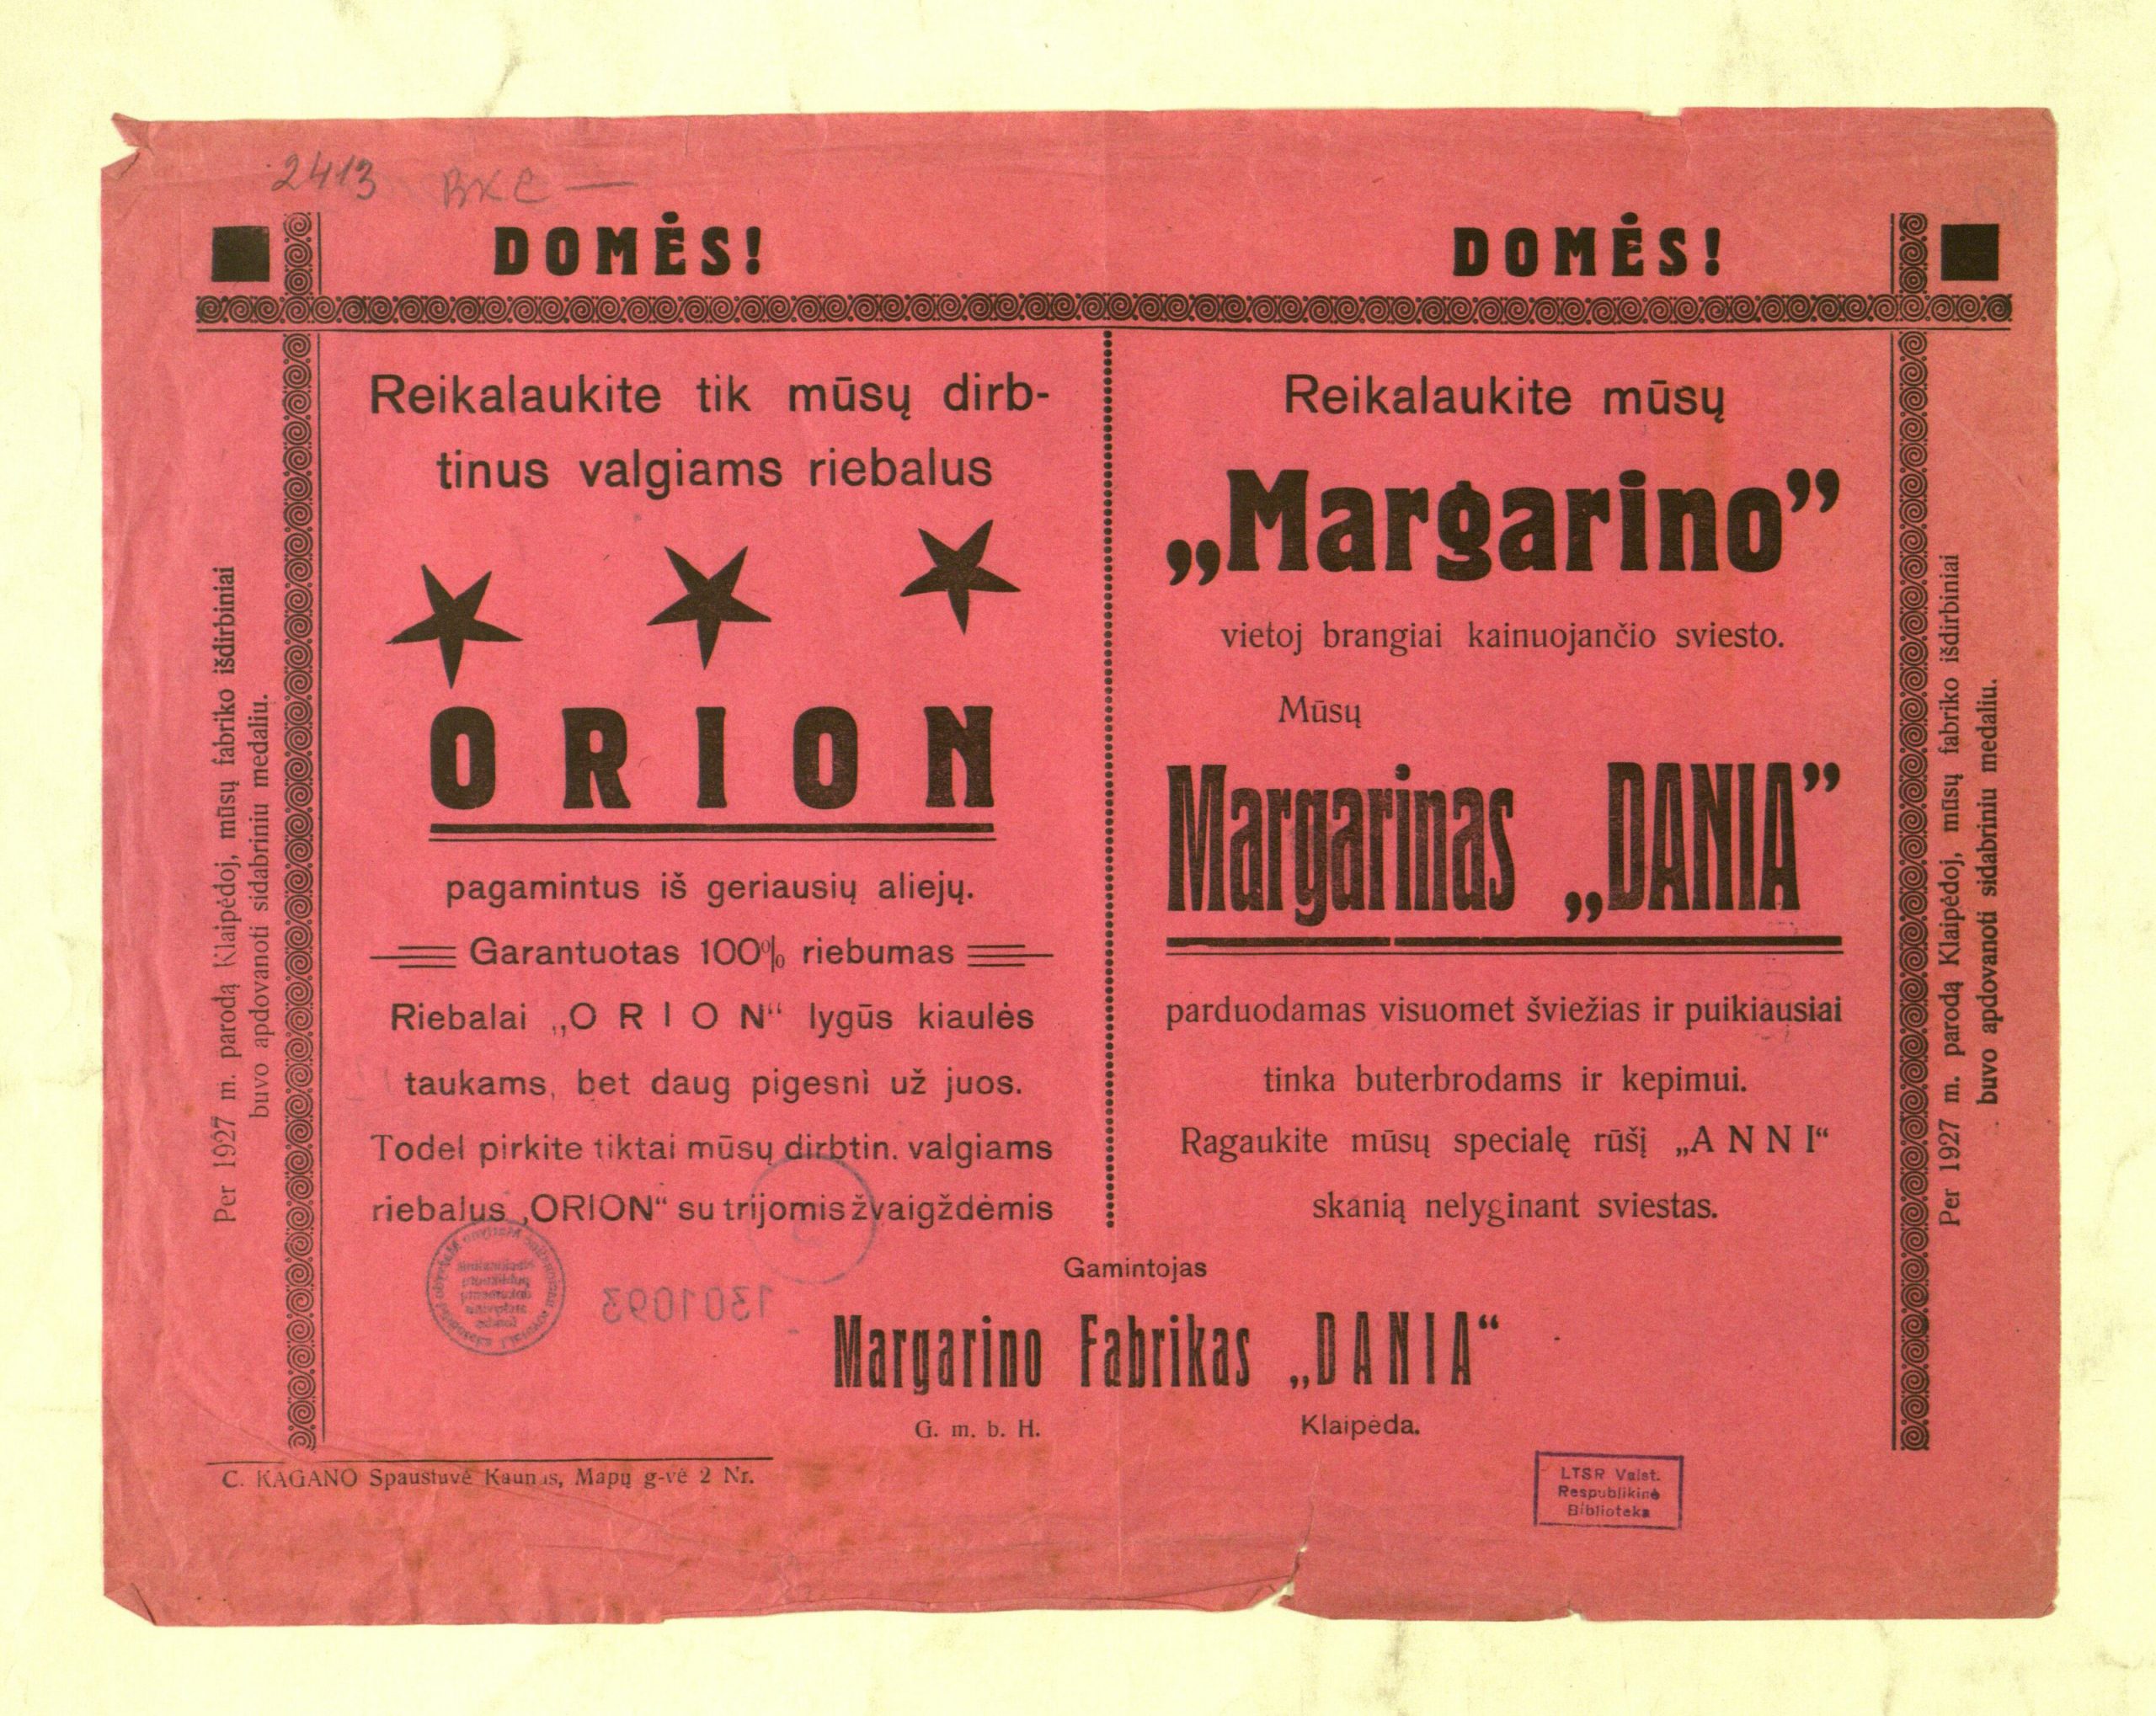 2413 BKC —
DOMĖS!
DOMĖS!
Reikalaukite tik mūsų dirb-
tinus valgiams riebalus
ORION
pagamintus iš geriausių aliejų.
Garantuotas 100% riebumas
Riebalai „ORION“ lygūs kiaulės
taukams, bet daug pigesni už juos.
Todel pirkite tiktai mūsų dirbtin. valgiams
riebalus „ORION“ su trijomis žvaigždėmis
Reikalaukite mūsų
„Margarino”
vietoj brangiai kainuojančio sviesto.
Mūsų
Margarinas „DANIA”
parduodamas visuomet šviežias ir puikiausiai
tinka buterbrodams ir kepimui.
Ragaukite mūsų specialę rūšį „ANNI“
skanią nelyginant sviestas.
Gamintojas
Margarino Fabrikas „DANIA“
G. m. b. H. Klaipėda.
Per 1927 m. parodą Klaipėdoj, mūsų fabriko išdirbiniai
buvo apdovanoti sidabriniu medaliu.
Per 1927 m. parodą Klaipėdoj, mūsų fabriko išdirbiniai
buvo apdovanoti sidabriniu medaliu.
1301093
C. KAGANO Spaustuvė Kaunas, Mapų g-vė 2 Nr.
LTSR Valst.
Respublikinė
Biblioteka